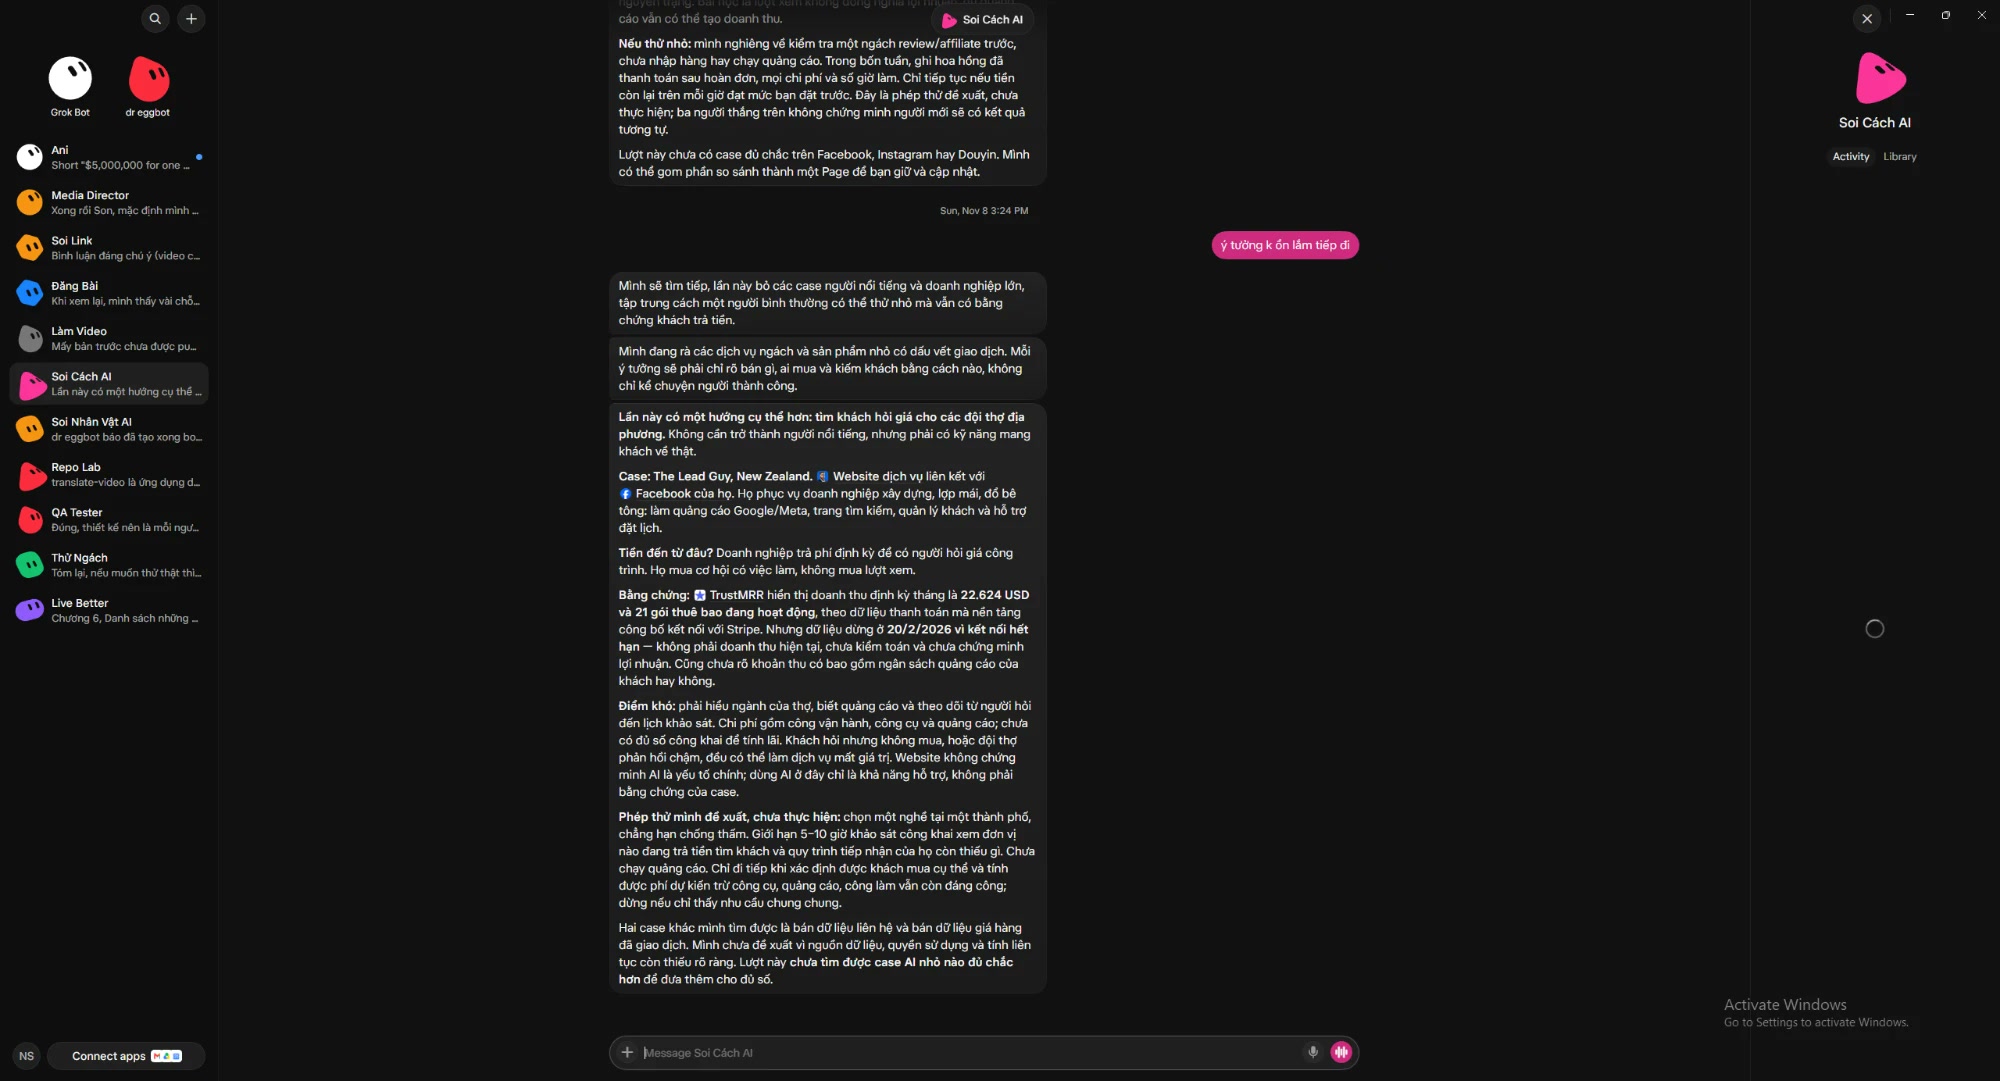 cáo vẫn có thể tạo doanh thu.
Soi Cách AI
Nếu thử nhỏ: mình nghiêng về kiểm tra một ngách review/affiliate trước,
chưa nhập hàng hay chạy quảng cáo. Trong bốn tuần, ghi hoa hồng đã
thanh toán sau hoàn đơn, mọi chi phí và số giờ làm. Chỉ tiếp tục nếu tiền
còn lại trên mỗi giờ đạt mức bạn đặt trước. Đây là phép thử đề xuất, chưa
thực hiện; ba người thắng trên không chứng minh người mới sẽ có kết quả
tương tự.
Lượt này chưa có case đủ chắc trên Facebook, Instagram hay Douyin. Mình
có thể gom phần so sánh thành một Page để bạn giữ và cập nhật.
Sun, Nov 8 3:24 PM
ý tưởng k ổn lắm tiếp đi
Mình sẽ tìm tiếp, lần này bỏ các case người nổi tiếng và doanh nghiệp lớn,
tập trung cách một người bình thường có thể thử nhỏ mà vẫn có bằng
chứng khách trả tiền.
Mình đang rà các dịch vụ ngách và sản phẩm nhỏ có dấu vết giao dịch. Mỗi
ý tưởng sẽ phải chỉ rõ bán gì, ai mua và kiếm khách bằng cách nào, không
chỉ kể chuyện người thành công.
Lần này có một hướng cụ thể hơn: tìm khách hỏi giá cho các đội thợ địa
phương. Không cần trở thành người nổi tiếng, nhưng phải có kỹ năng mang
khách về thật.
Case: The Lead Guy, New Zealand. Website dịch vụ liên kết với
Facebook của họ. Họ phục vụ doanh nghiệp xây dựng, lợp mái, đổ bê
tông: làm quảng cáo Google/Meta, trang tìm kiếm, quản lý khách và hỗ trợ
đặt lịch.
Tiền đến từ đâu? Doanh nghiệp trả phí định kỳ để có người hỏi giá công
trình. Họ mua cơ hội có việc làm, không mua lượt xem.
Bằng chứng: TrustMRR hiển thị doanh thu định kỳ tháng là 22.624 USD
và 21 gói thuê bao đang hoạt động, theo dữ liệu thanh toán mà nền tảng
công bố kết nối với Stripe. Nhưng dữ liệu dừng ở 20/2/2026 vì kết nối hết
hạn — không phải doanh thu hiện tại, chưa kiểm toán và chưa chứng minh
lợi nhuận. Cũng chưa rõ khoản thu có bao gồm ngân sách quảng cáo của
khách hay không.
Điểm khó: phải hiểu ngành của thợ, biết quảng cáo và theo dõi từ người hỏi
đến lịch khảo sát. Chi phí gồm công vận hành, công cụ và quảng cáo; chưa
có đủ số công khai để tính lãi. Khách hỏi nhưng không mua, hoặc đội thợ
phản hồi chậm, đều có thể làm dịch vụ mất giá trị. Website không chứng
minh AI là yếu tố chính; dùng AI ở đây chỉ là khả năng hỗ trợ, không phải
bằng chứng của case.
Phép thử mình đề xuất, chưa thực hiện: chọn một nghề tại một thành phố,
chẳng hạn chống thấm. Giới hạn 5–10 giờ khảo sát công khai xem đơn vị
nào đang trả tiền tìm khách và quy trình tiếp nhận của họ còn thiếu gì. Chưa
chạy quảng cáo. Chỉ đi tiếp khi xác định được khách mua cụ thể và tính
được phí dự kiến trừ công cụ, quảng cáo, công làm vẫn còn đáng công;
dừng nếu chỉ thấy nhu cầu chung chung.
Hai case khác mình tìm được là bán dữ liệu liên hệ và bán dữ liệu giá hàng
đã giao dịch. Mình chưa đề xuất vì nguồn dữ liệu, quyền sử dụng và tính liên
tục còn thiếu rõ ràng. Lượt này chưa tìm được case AI nhỏ nào đủ chắc
hơn để đưa thêm cho đủ số.
Message Soi Cách AI
Grok Bot
dr eggbot
Ani
Short "$5,000,000 for one ...
Media Director
Xong rồi Son, mặc định mình ...
Soi Link
Bình luận đáng chú ý (video c...
Đăng Bài
Khi xem lại, mình thấy vài chỗ...
Làm Video
Mấy bản trước chưa được pu...
Soi Cách AI
Lần này có một hướng cụ thể ...
Soi Nhân Vật AI
dr eggbot báo đã tạo xong bo...
Repo Lab
translate-video là ứng dụng d...
QA Tester
Đúng, thiết kế nên là mỗi ngư...
Thử Ngách
Tóm lại, nếu muốn thử thật thì...
Live Better
Chương 6, Danh sách những ...
NS
Connect apps
Soi Cách AI
Activity
Library
Activate Windows
Go to Settings to activate Windows.